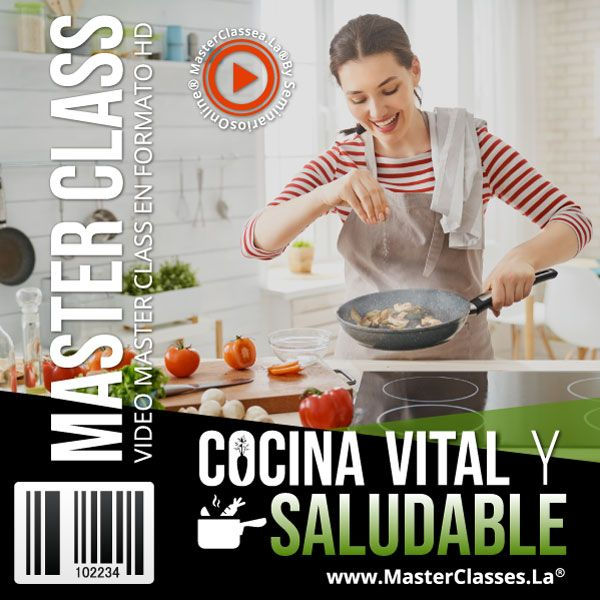 MASTER CLASS
VIDEO MASTER CLASS EN FORMATO HD
MasterClassea.La® By SeminariosOnline®
COCINA VITAL Y
SALUDABLE
102234
www.MasterClasses.La®